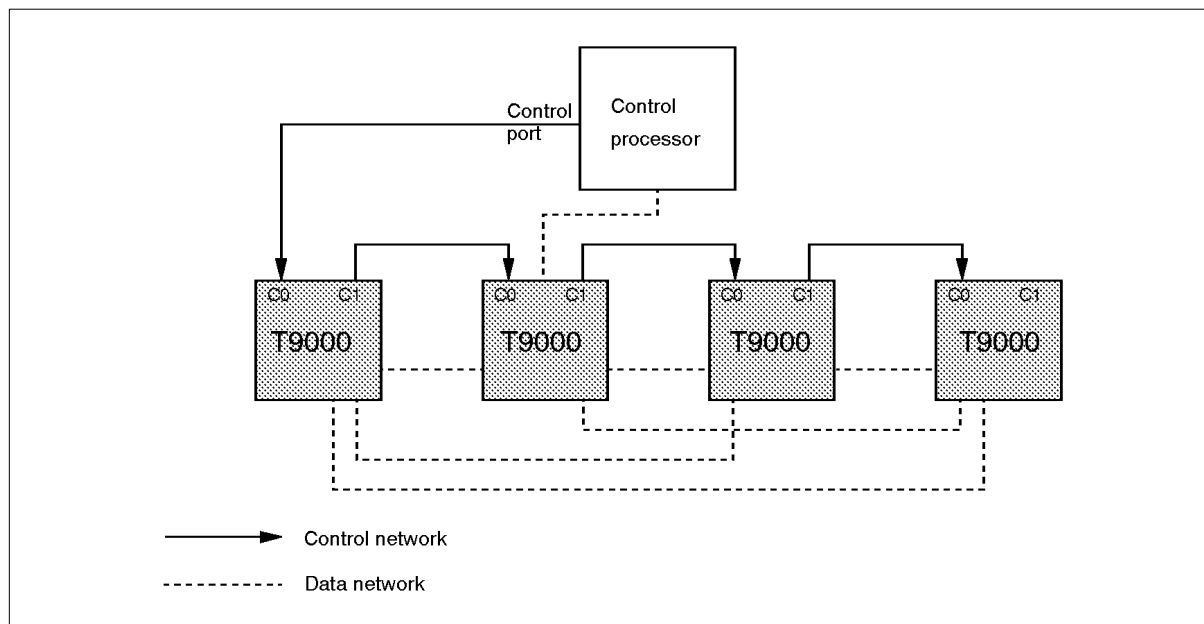 Control
port
Control
processor
C0 C1
T9000
C0 C1
T9000
C0 C1
T9000
C0 C1
T9000
Control network
Data network